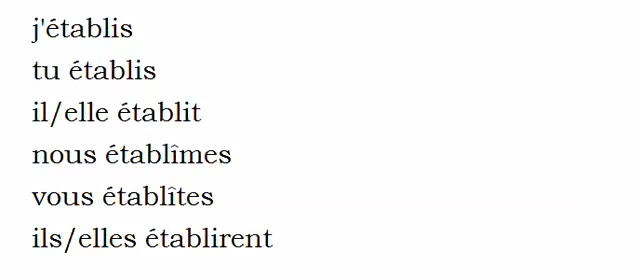 j'établis
tu établis
il/elle établit
nous établîmes
vous établîtes
ils/elles établirent